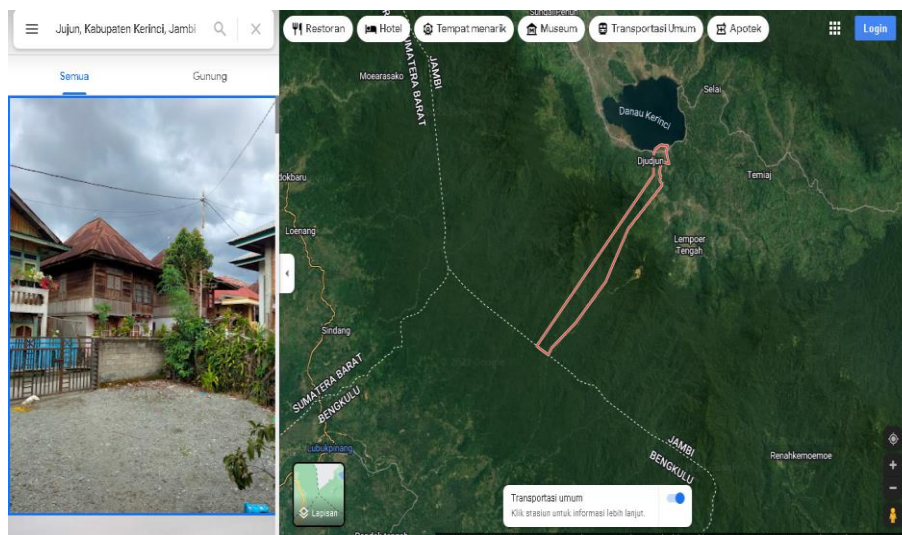 Jujun, Kabupaten Kerinci, Jambi
Semua
Gunung
Restoran
Hotel
Tempat menarik
Museum
Transportasi Umum
Apotek
Login
SUMATERA BARAT
JAMBI
Moearasako
Selai
Danau Kerinci
Djudjun
Temiaj
Loenang
Lempoer
Tengah
Sindang
SUMATERA BARAT
BENGKULU
Lubukpinang
JAMBI
BENGKULU
Renahkemoemoe
Lapisan
Transportasi umum
Klik stasiun untuk informasi lebih lanjut.